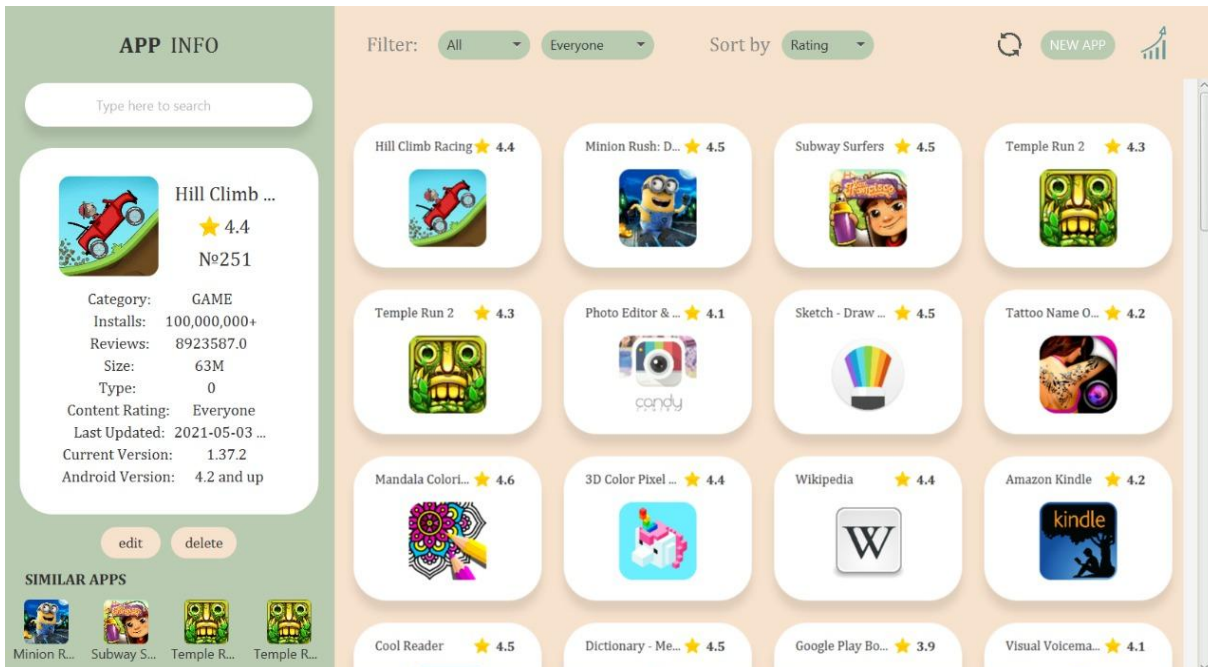 APP INFO
Type here to search
Hill Climb ...
4.4
№251
Category: GAME
Installs: 100,000,000+
Reviews: 8923587.0
Size: 63M
Type: 0
Content Rating: Everyone
Last Updated: 2021-05-03 ...
Current Version: 1.37.2
Android Version: 4.2 and up
edit delete
SIMILAR APPS
Minion R... Subway S... Temple R... Temple R...
Filter: All Everyone Sort by Rating NEW APP
Hill Climb Racing 4.4 Minion Rush: D... 4.5 Subway Surfers 4.5 Temple Run 2 4.3
Temple Run 2 4.3 Photo Editor & ... 4.1 Sketch - Draw ... 4.5 Tattoo Name O... 4.2
candy
Mandala Colori... 4.6 3D Color Pixel ... 4.4 Wikipedia 4.4 Amazon Kindle 4.2
W kindle
Cool Reader 4.5 Dictionary - Me... 4.5 Google Play Bo... 3.9 Visual Voicema... 4.1